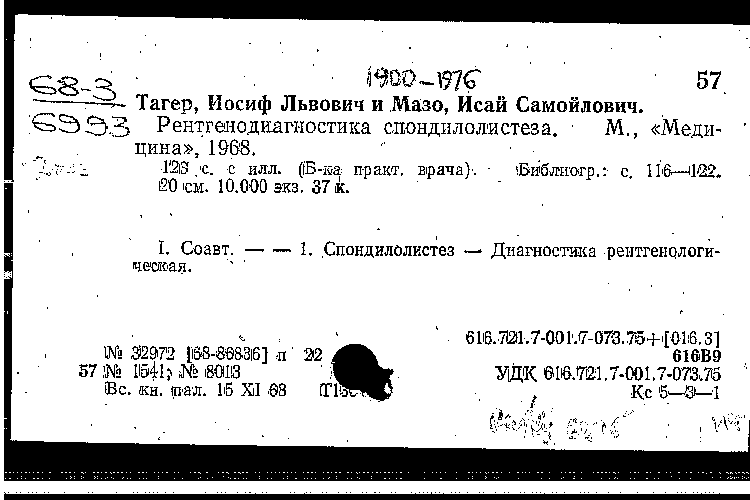 1900-1976 57
68-3
6993
Тагер, Иосиф Львович и Мазо, Исай Самойлович.
Рентгенодиагностика спондилолистеза. М., «Меди-
цина», 1968.
126 с. с илл. (Б-ка практ. врача). Библиогр.: с. 116—122.
20 см. 10.000 экз. 37 к.
I. Соавт. — — 1. Спондилолистез — Диагностика рентгенологи-
ческая.
616.721.7-001.7-073.75+[016.3]
№ 32972 [68-86836] п 22 616В9
57 № 1541; № 8013 УДК 616.721.7-001.7-073.75
Вс. кн. пал. 15 XI 68 Кс 5—3—1